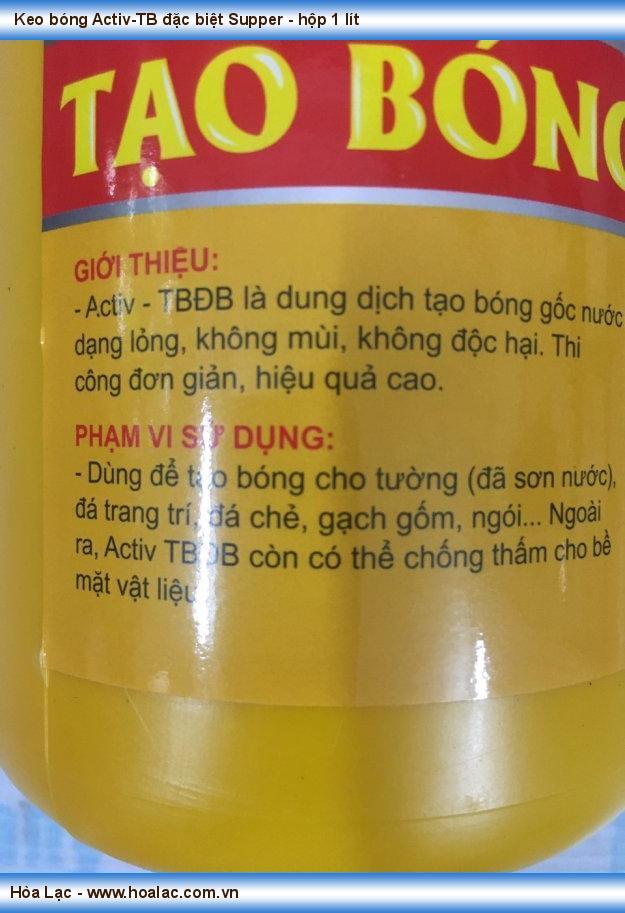 Keo bóng Activ-TB đặc biệt Supper - hộp 1 lít
TẠO BÓNG
GIỚI THIỆU:
- Activ - TBĐB là dung dịch tạo bóng gốc nước
dạng lỏng, không mùi, không độc hại. Thi
công đơn giản, hiệu quả cao.
PHẠM VI SỬ DỤNG:
- Dùng để tạo bóng cho tường (đã sơn nước),
đá trang trí, đá chẻ, gạch gốm, ngói... Ngoài
ra, Activ TBĐB còn có thể chống thấm cho bề
mặt vật liệu.
Hòa Lạc - www.hoalac.com.vn